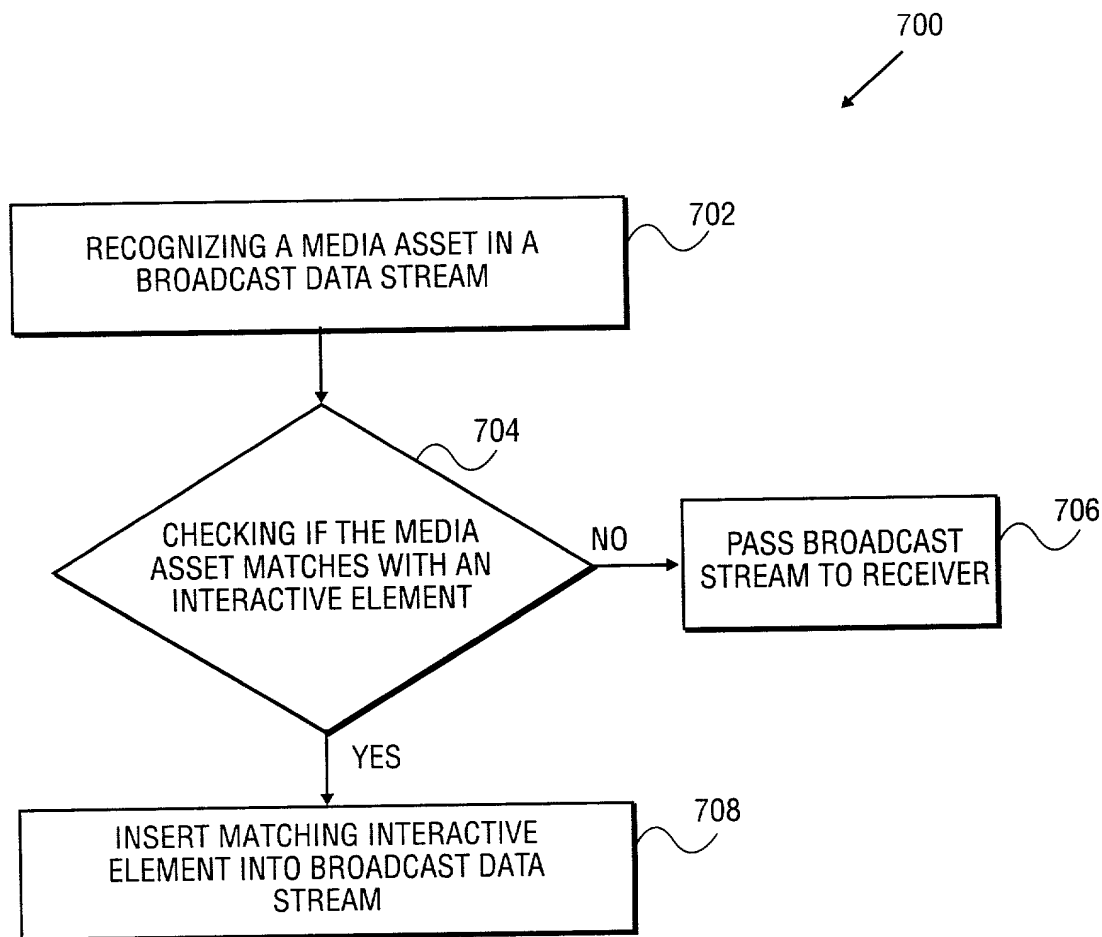 700
702
RECOGNIZING A MEDIA ASSET IN A
BROADCAST DATA STREAM
704
CHECKING IF THE MEDIA
ASSET MATCHES WITH AN
INTERACTIVE ELEMENT
NO
706
PASS BROADCAST
STREAM TO RECEIVER
YES
708
INSERT MATCHING INTERACTIVE
ELEMENT INTO BROADCAST DATA
STREAM